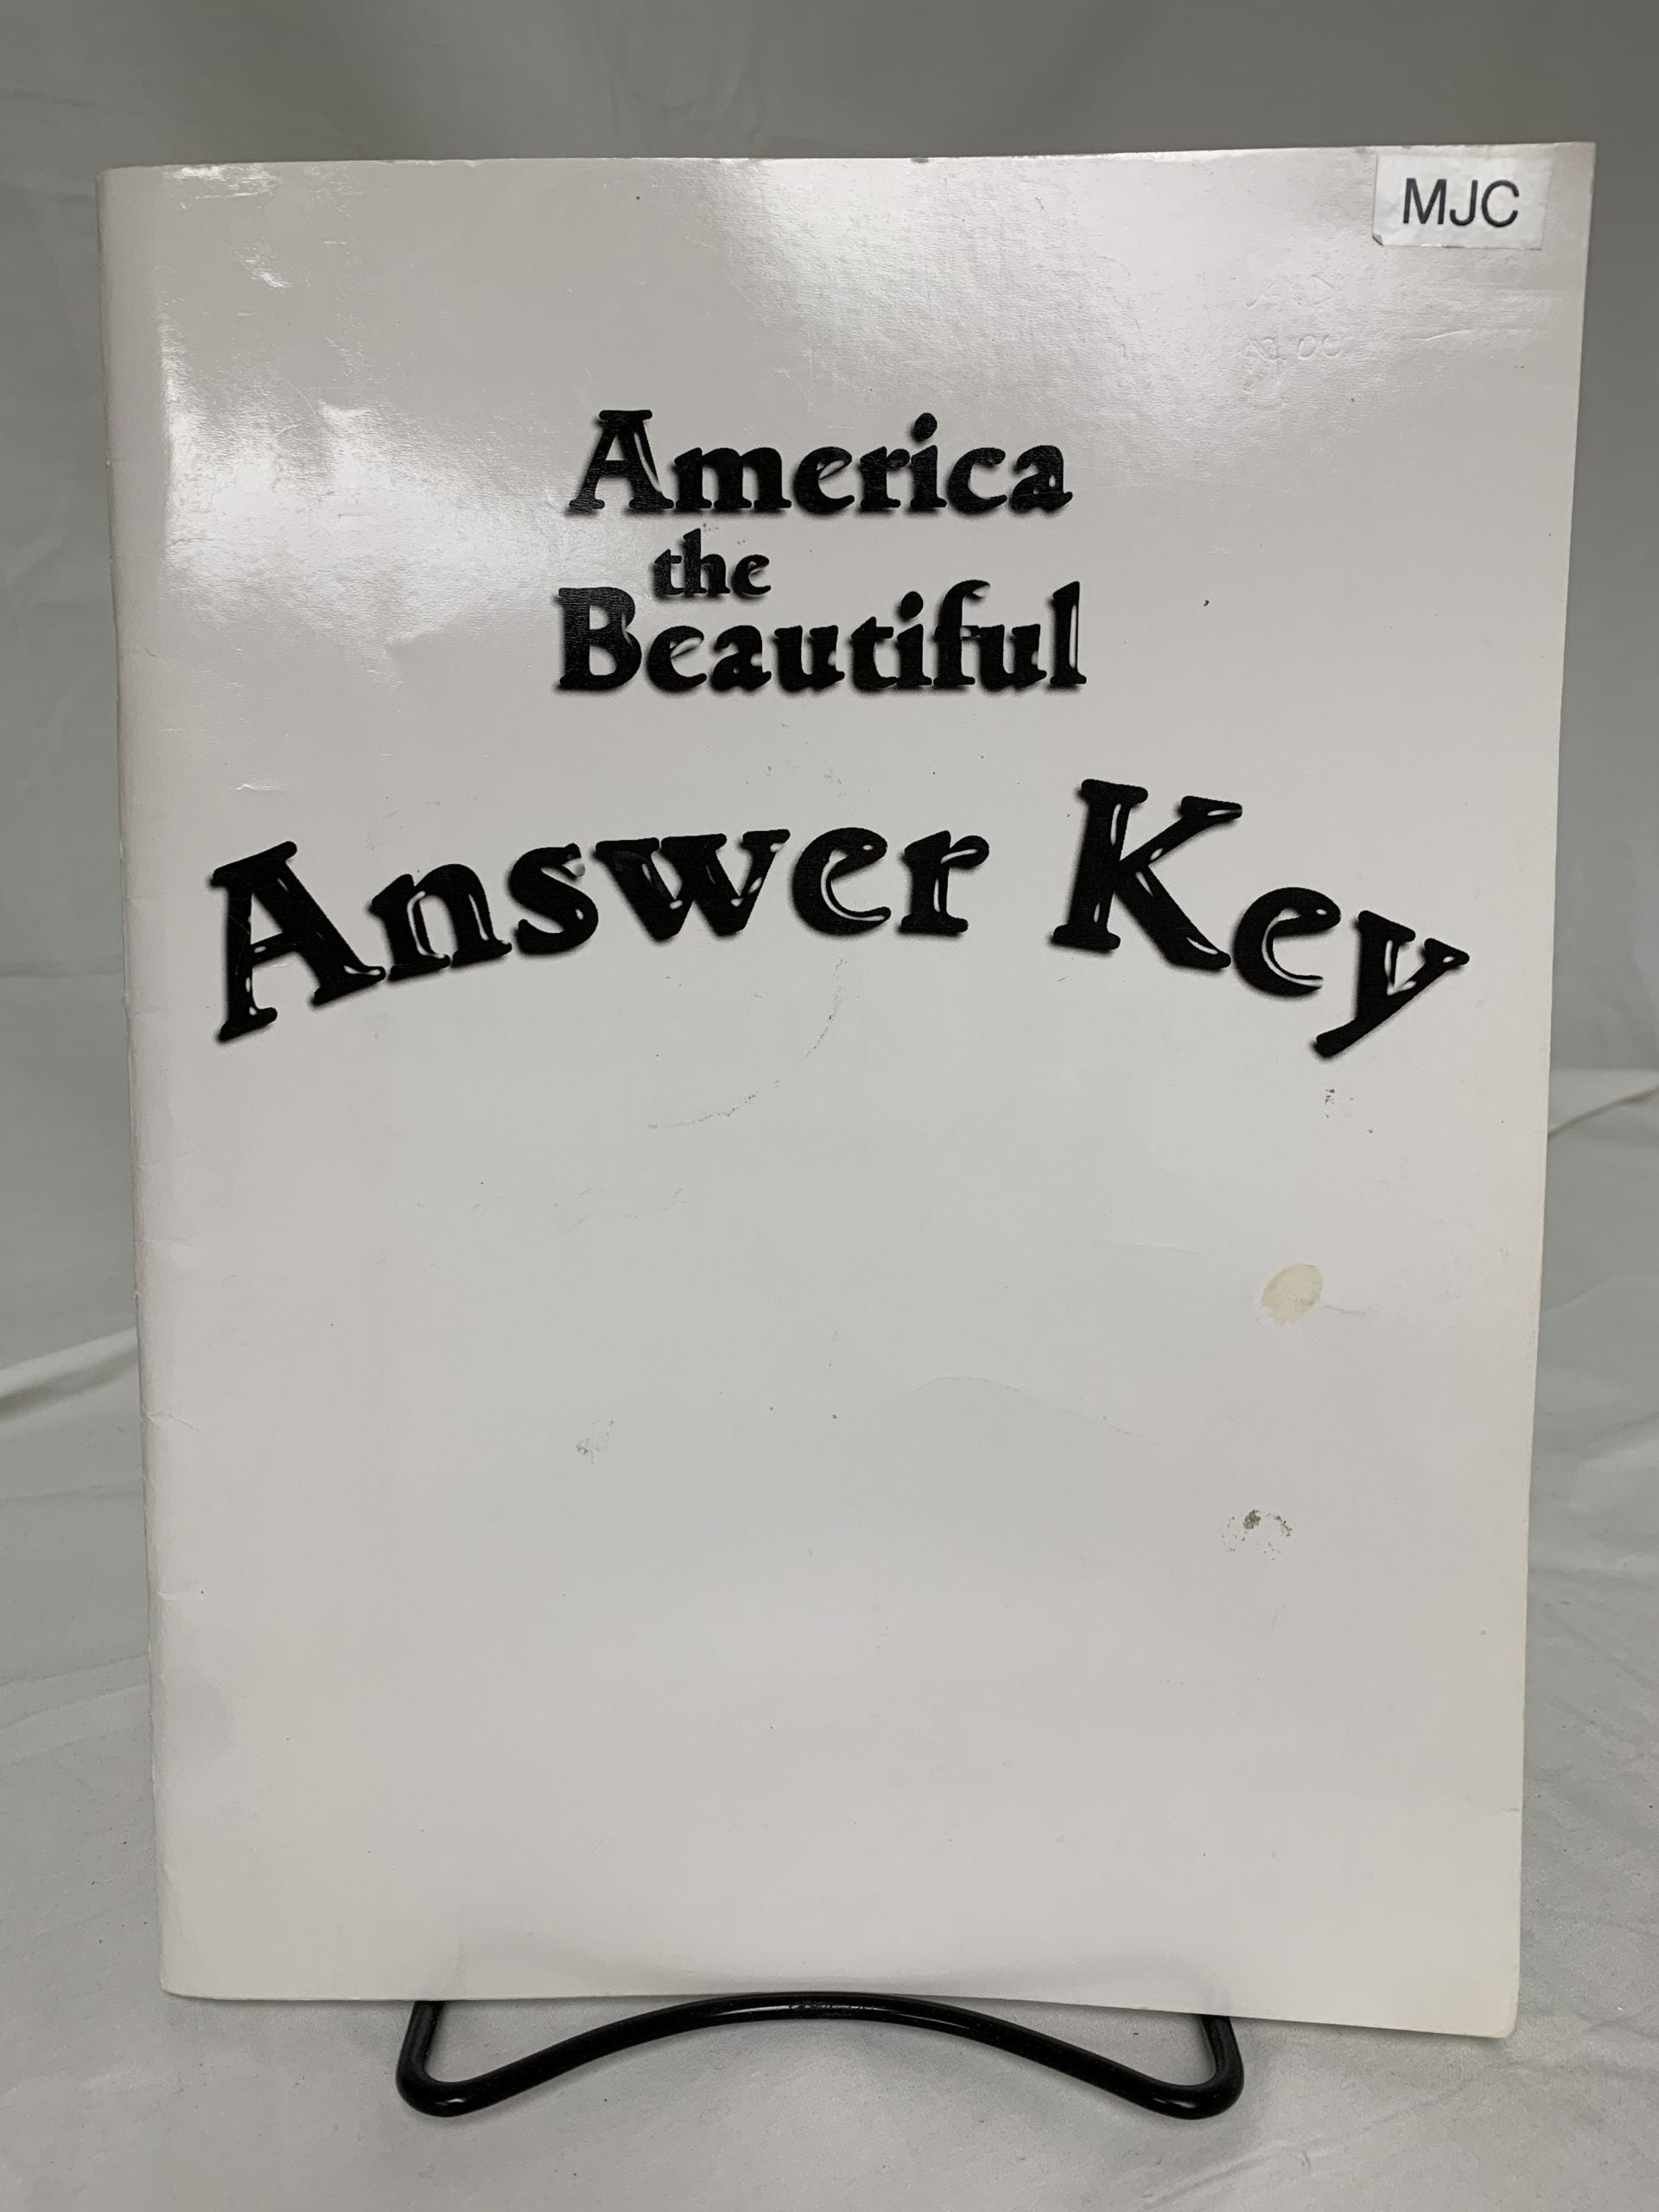 MJC
America
the
Beautiful
Answer Key